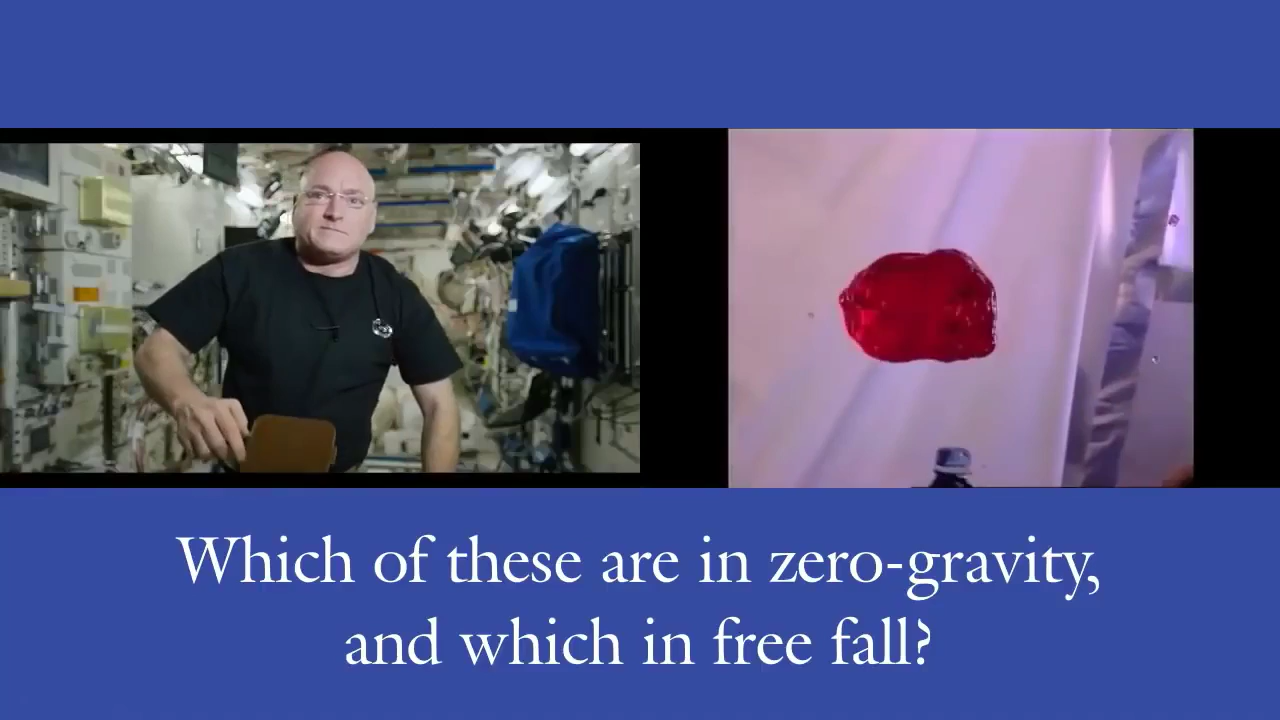 Which of these are in zero-gravity,
and which in free fall?